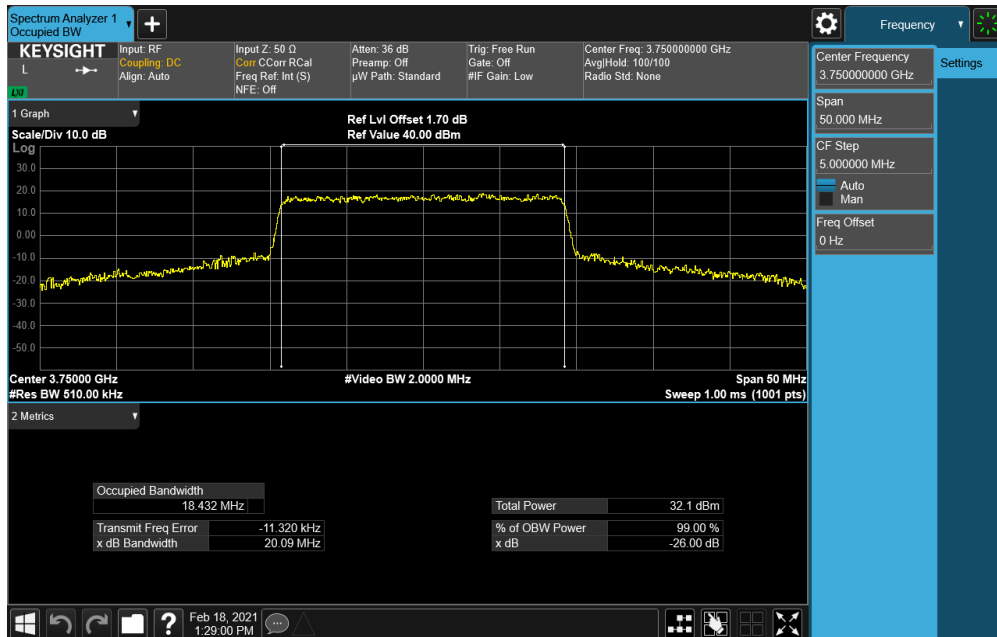 Spectrum Analyzer 1
Occupied BW
Frequency
KEYSIGHT
L
LXI
Input: RF
Coupling: DC
Align: Auto
Input Z: 50 Ω
Corr CCorr RCal
Freq Ref: Int (S)
NFE: Off
Atten: 36 dB
Preamp: Off
µW Path: Standard
Trig: Free Run
Gate: Off
#IF Gain: Low
Center Freq: 3.750000000 GHz
Avg|Hold: 100/100
Radio Std: None
Center Frequency
3.750000000 GHz
Settings
Span
50.000 MHz
CF Step
5.000000 MHz
Auto
Man
Freq Offset
0 Hz
1 Graph
Scale/Div 10.0 dB
Ref Lvl Offset 1.70 dB
Ref Value 40.00 dBm
Log
30.0
20.0
10.0
0.00
-10.0
-20.0
-30.0
-40.0
-50.0
Center 3.75000 GHz
#Video BW 2.0000 MHz
Span 50 MHz
#Res BW 510.00 kHz
Sweep 1.00 ms (1001 pts)
2 Metrics
Occupied Bandwidth
18.432 MHz
Total Power 32.1 dBm
Transmit Freq Error -11.320 kHz
% of OBW Power 99.00 %
x dB Bandwidth 20.09 MHz
x dB -26.00 dB
?
Feb 18, 2021
1:29:00 PM